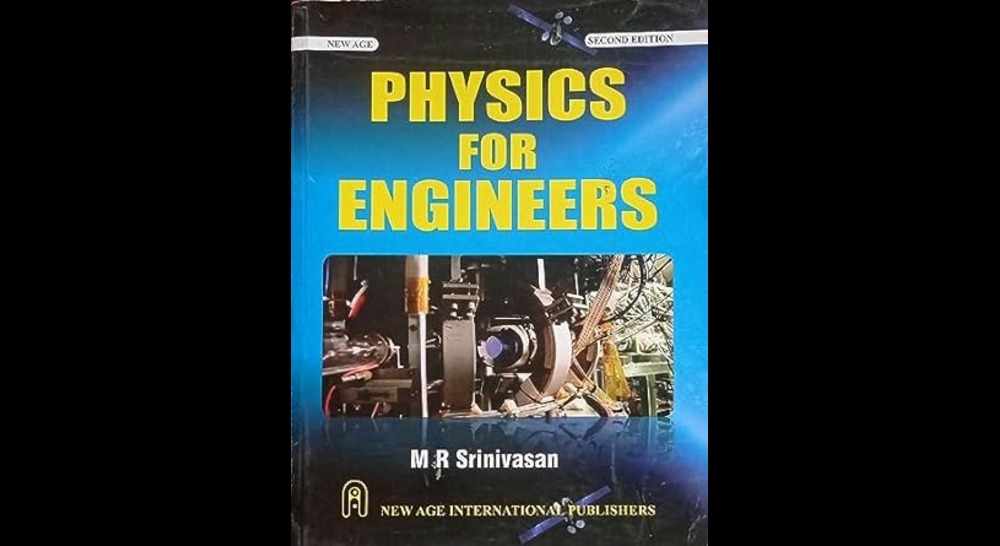 NEW AGE
SECOND EDITION
PHYSICS
FOR
ENGINEERS
M R Srinivasan
NEW AGE INTERNATIONAL PUBLISHERS